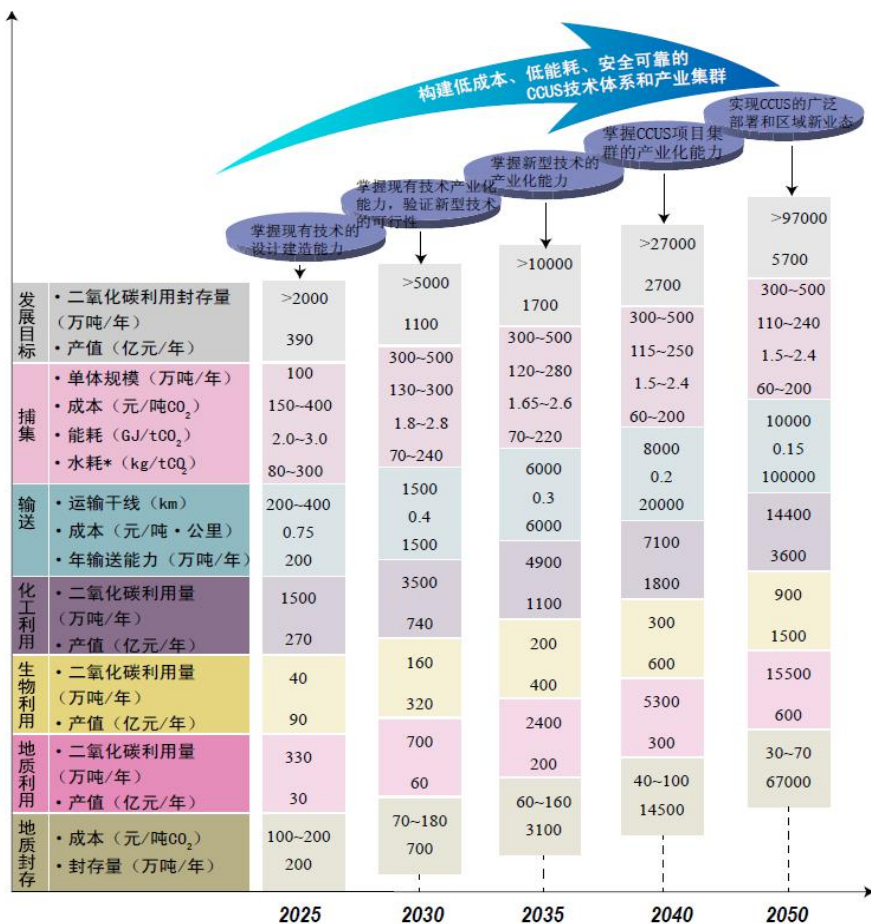 构建低成本、低能耗、安全可靠的
CCUS技术体系和产业集群
掌握现有技术的
设计建造能力
掌握现有技术产业化
能力，验证新型技术
的可行性
掌握新型技术的
产业化能力
掌握CCUS项目集
群的产业化能力
实现CCUS的广泛
部署和区域新业态
发展目标
·二氧化碳利用封存量
（万吨/年）
·产值（亿元/年）
捕集
·单体规模（万吨/年）
·成本（元/吨CO₂）
·能耗（GJ/tCO₂）
·水耗*（kg/tCO₂）
输送
·运输干线（km）
·成本（元/吨·公里）
·年输送能力（万吨/年）
化工利用
·二氧化碳利用量
（万吨/年）
·产值（亿元/年）
生物利用
·二氧化碳利用量
（万吨/年）
·产值（亿元/年）
地质利用
·二氧化碳利用量
（万吨/年）
·产值（亿元/年）
地质封存
·成本（元/吨CO₂）
·封存量（万吨/年）
>2000
390
100
150~400
2.0~3.0
80~300
200~400
0.75
200
1500
270
40
90
330
30
100~200
200
>5000
1100
300~500
130~300
1.8~2.8
70~240
1500
0.4
1500
3500
740
160
320
700
60
70~180
700
>10000
1700
300~500
120~280
1.65~2.6
70~220
6000
0.3
6000
4900
1100
200
400
2400
200
60~160
3100
>27000
2700
300~500
115~250
1.5~2.4
60~200
8000
0.2
20000
7100
1800
300
600
5300
300
40~100
14500
>97000
5700
300~500
110~240
1.5~2.4
60~200
10000
0.15
100000
14400
3600
900
1500
15500
600
30~70
67000
2025
2030
2035
2040
2050